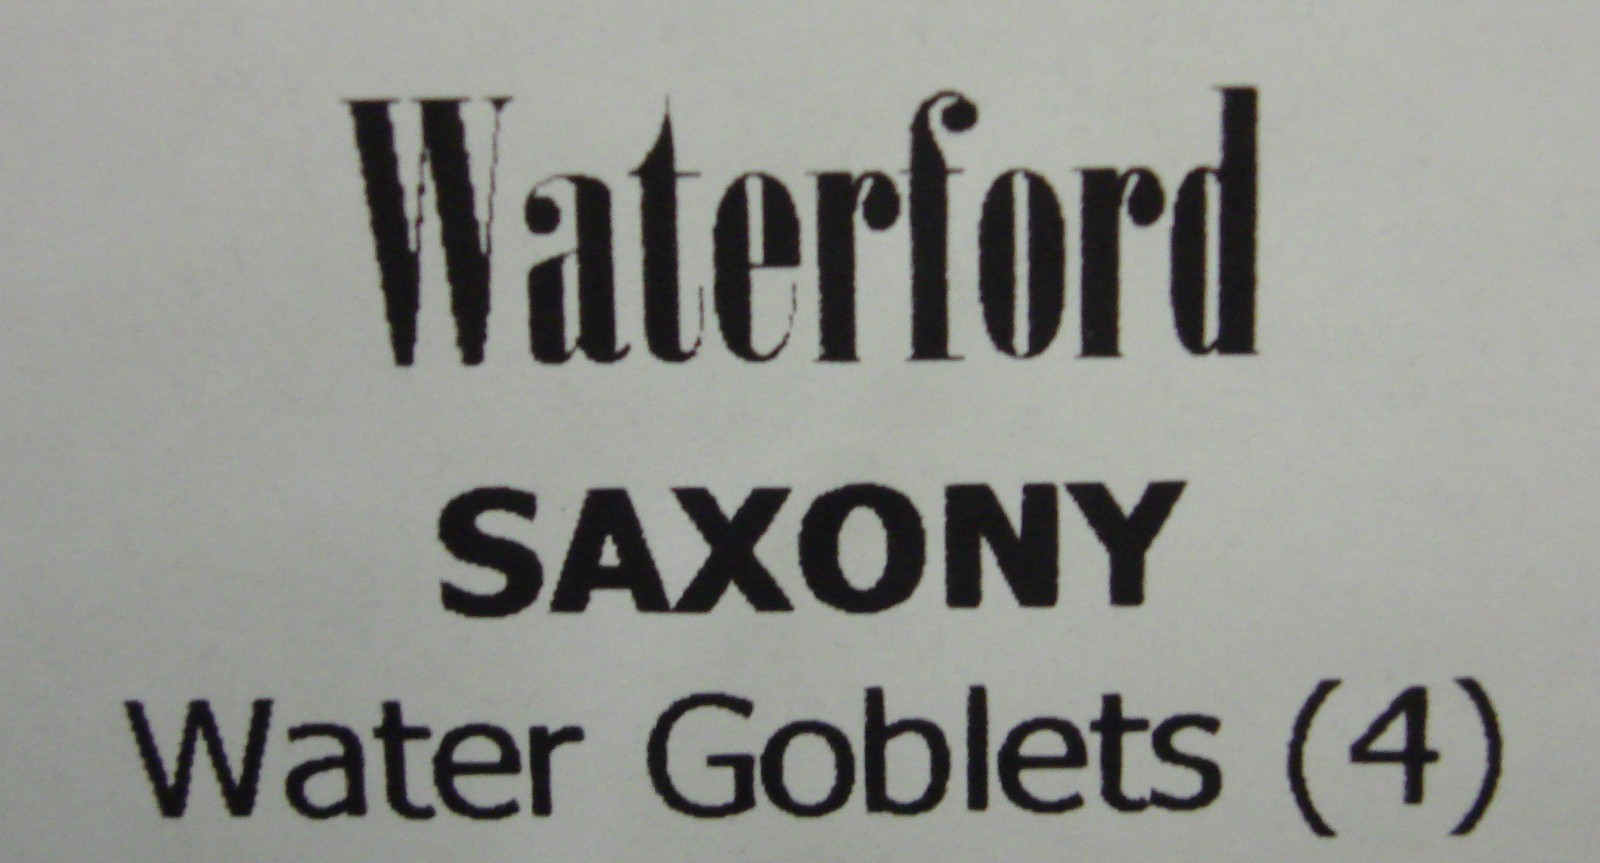 Waterford
SAXONY
Water Goblets (4)